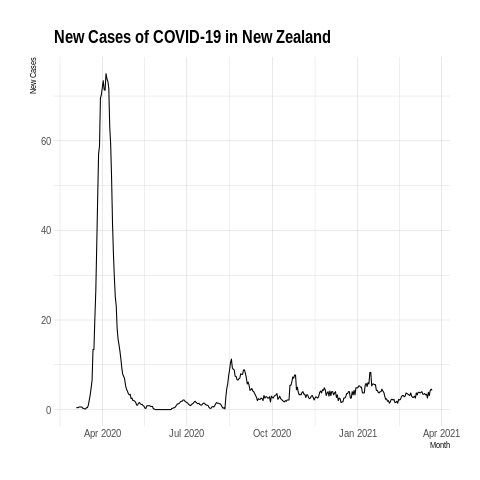 New Cases of COVID-19 in New Zealand
New Cases
60
40
20
0
Apr 2020 Jul 2020 Oct 2020 Jan 2021 Apr 2021
Month